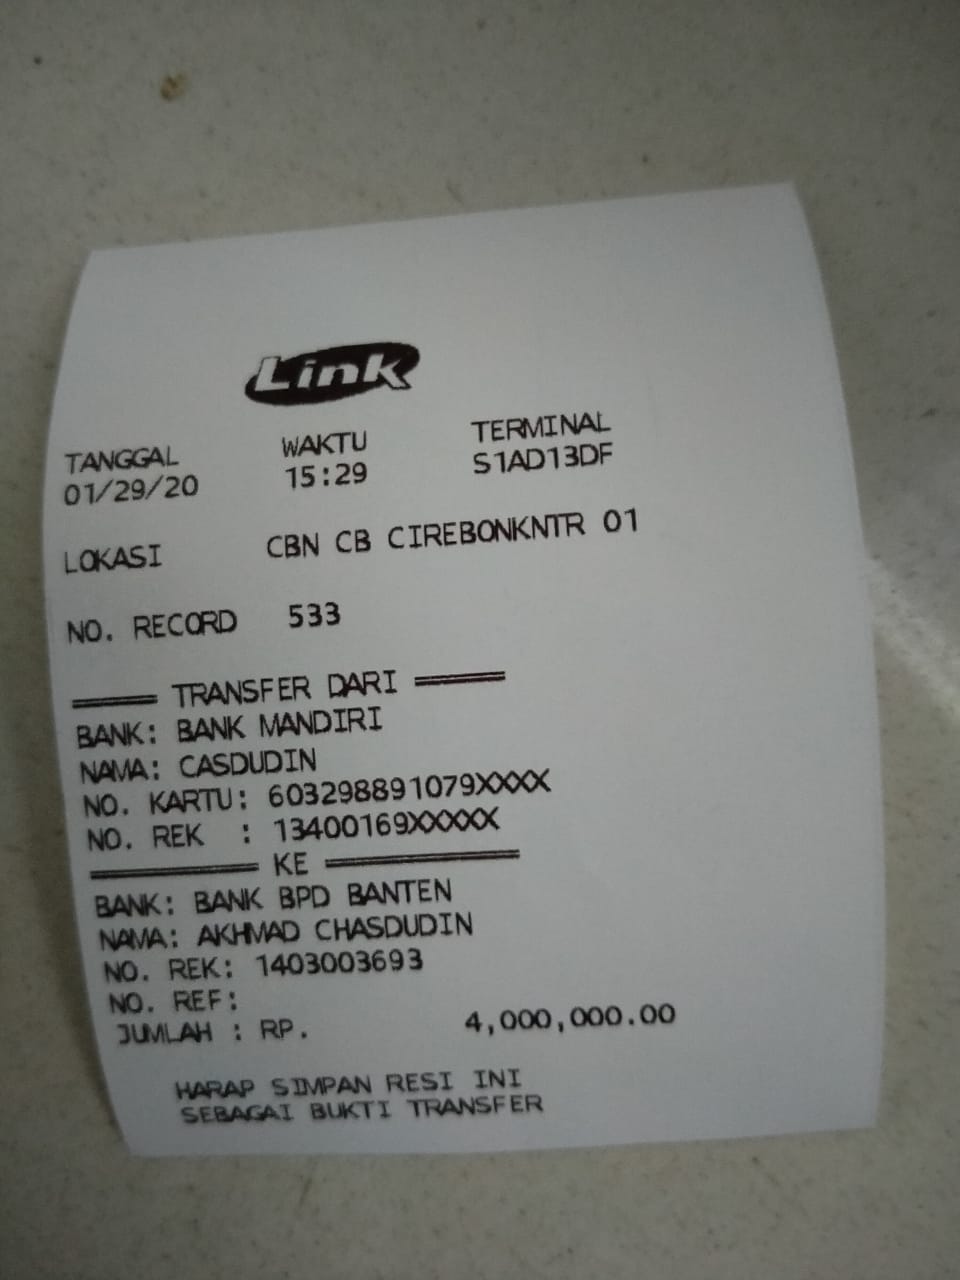 Link
TANGGAL WAKTU TERMINAL
01/29/20 15:29 S1AD13DF
LOKASI CBN CB CIREBONKNTR 01
NO. RECORD 533
===== TRANSFER DARI =====
BANK: BANK MANDIRI
NAMA: CASDUDIN
NO. KARTU: 603298891079XXXX
NO. REK : 13400169XXXXX
========== KE ===========
BANK: BANK BPD BANTEN
NAMA: AKHMAD CHASDUDIN
NO. REK: 1403003693
NO. REF:
JUMLAH : RP. 4,000,000.00
HARAP SIMPAN RESI INI
SEBAGAI BUKTI TRANSFER